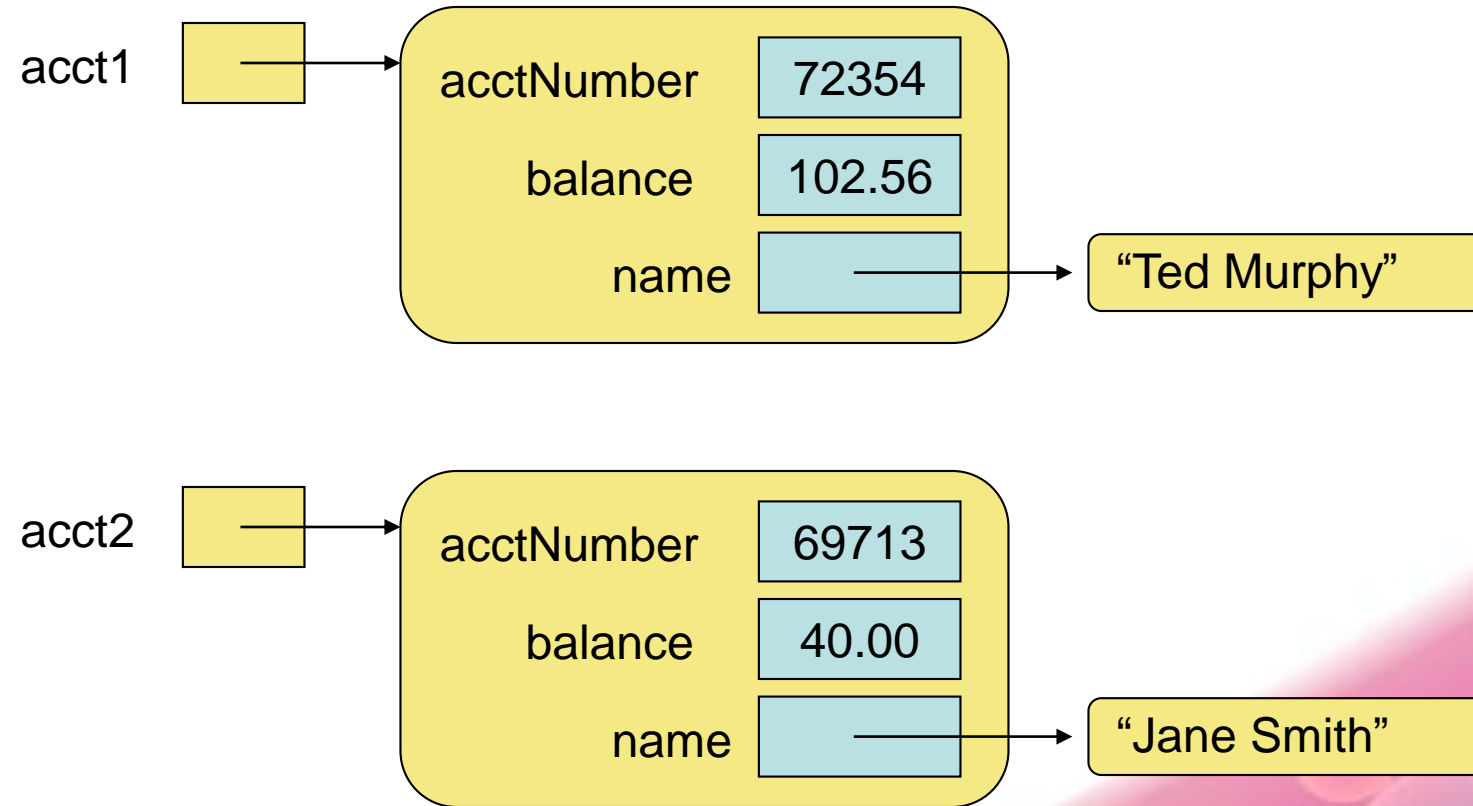 acct1
acctNumber 72354
balance 102.56
name “Ted Murphy”
acct2
acctNumber 69713
balance 40.00
name “Jane Smith”